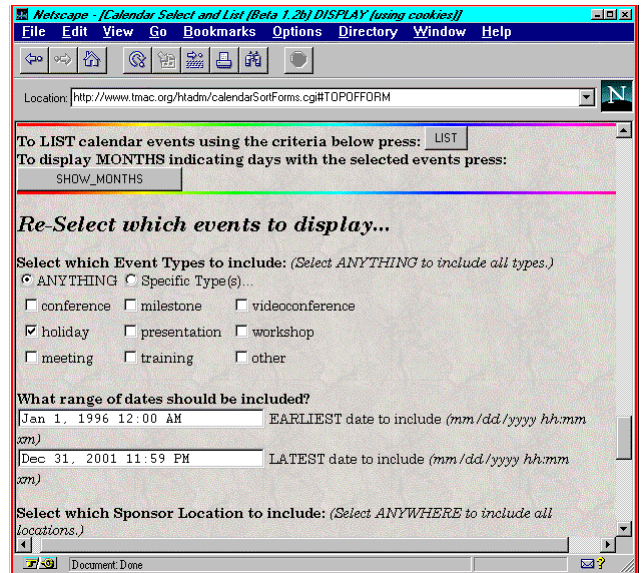 Netscape - [Calendar Select and List (Beta 1.2b) DISPLAY (using cookies)]
File Edit View Go Bookmarks Options Directory Window Help
Location: http://www.tmac.org/htadm/calendarSortForms.cgi#TOPOFFORM
N
To LIST calendar events using the criteria below press: LIST
To display MONTHS indicating days with the selected events press:
SHOW_MONTHS
Re-Select which events to display...
Select which Event Types to include: (Select ANYTHING to include all types.)
ANYTHING Specific Type(s)...
conference milestone videoconference
holiday presentation workshop
meeting training other
What range of dates should be included?
Jan 1, 1996 12:00 AM EARLIEST date to include (mm/dd/yyyy hh:mm
xm)
Dec 31, 2001 11:59 PM LATEST date to include (mm/dd/yyyy hh:mm
xm)
Select which Sponsor Location to include: (Select ANYWHERE to include all
locations.)
Document: Done